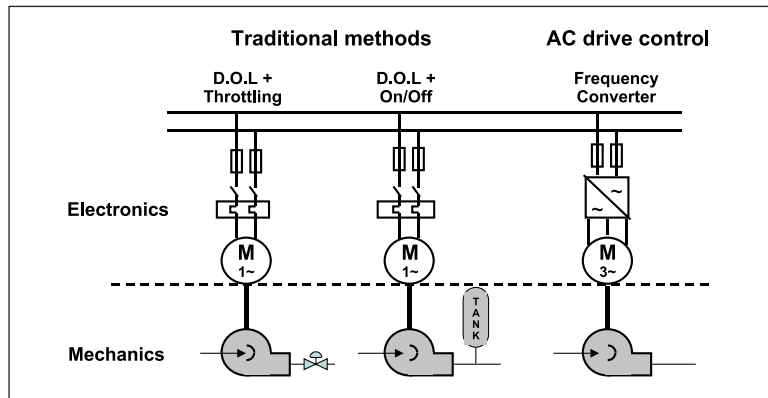 Traditional methods
AC drive control
D.O.L +
Throttling
D.O.L +
On/Off
Frequency
Converter
Electronics
~
~
M
1~
M
1~
M
3~
TANK
Mechanics